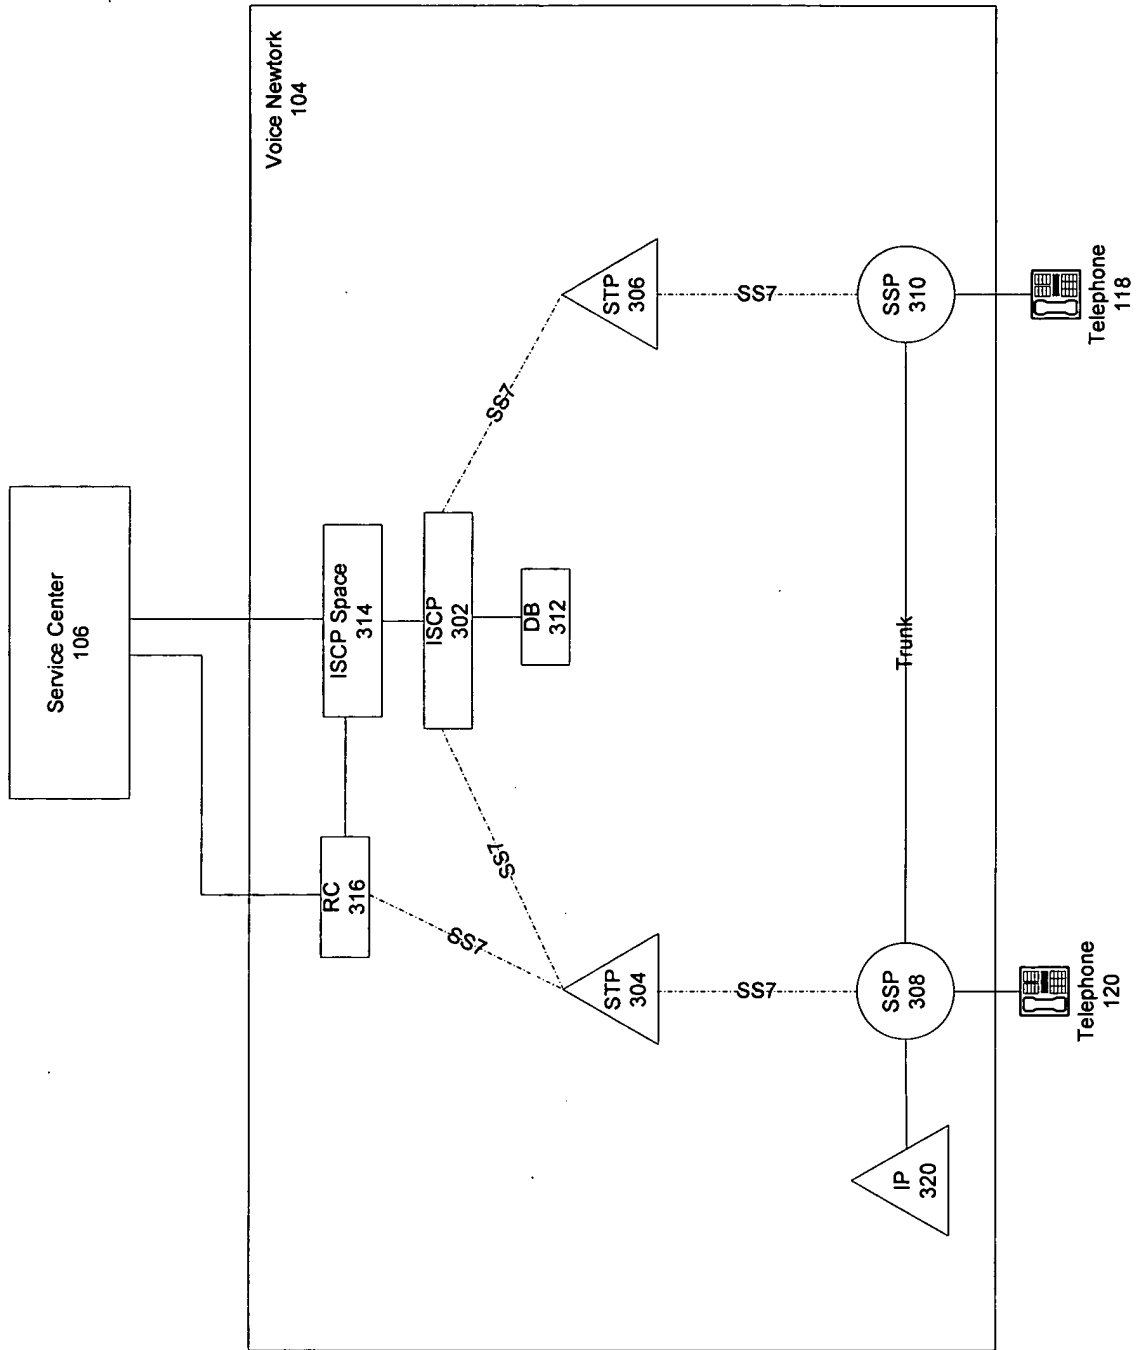 Service Center
106
Voice Newtork
104
RC
316
ISCP Space
314
ISCP
302
DB
312
SS7
SS7
SS7
STP
304
STP
306
SS7
SS7
IP
320
SSP
308
Trunk
SSP
310
Telephone
120
Telephone
118